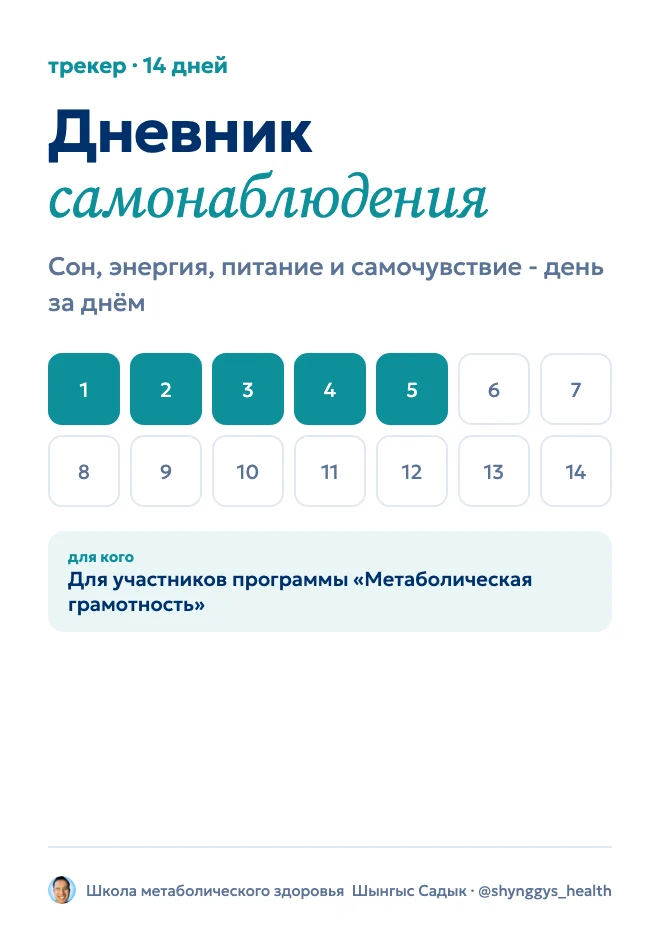 трекер · 14 дней
Дневник
самонаблюдения
Сон, энергия, питание и самочувствие - день
за днём
1 2 3 4 5 6 7
8 9 10 11 12 13 14
для кого
Для участников программы «Метаболическая
грамотность»
Школа метаболического здоровья Шынгыс Садык · @shynggys_health